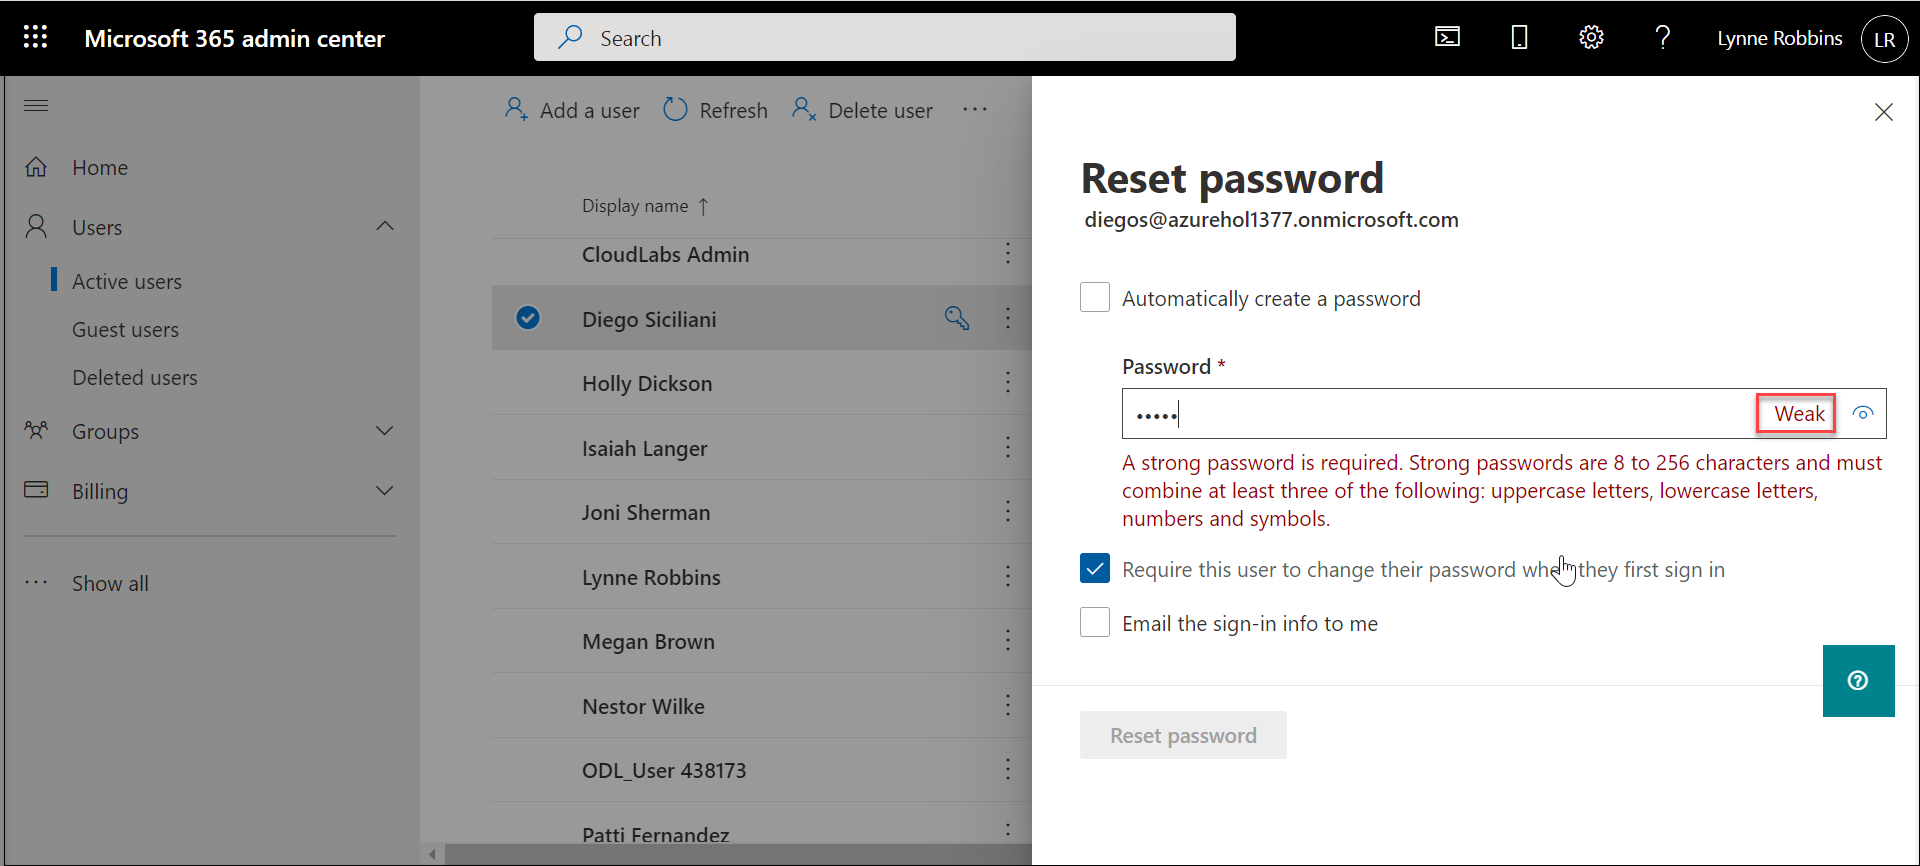 Microsoft 365 admin center
Search
Lynne Robbins
LR
Home
Users
Active users
Guest users
Deleted users
Groups
Billing
Show all
Add a user
Refresh
Delete user
Display name ↑
CloudLabs Admin
Diego Siciliani
Holly Dickson
Isaiah Langer
Joni Sherman
Lynne Robbins
Megan Brown
Nestor Wilke
ODL_User 438173
Patti Fernandez
Reset password
diegos@azurehol1377.onmicrosoft.com
Automatically create a password
Password *
•••••
Weak
A strong password is required. Strong passwords are 8 to 256 characters and must
combine at least three of the following: uppercase letters, lowercase letters,
numbers and symbols.
Require this user to change their password when they first sign in
Email the sign-in info to me
Reset password